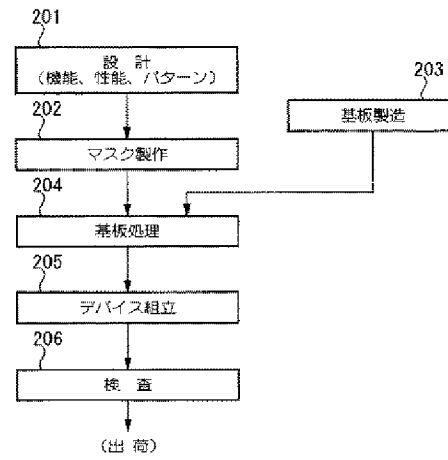 201
設 計
(機能、性能、パターン)
202
マスク製作
203
基板製造
204
基板処理
205
デバイス組立
206
検 査
(出 荷)